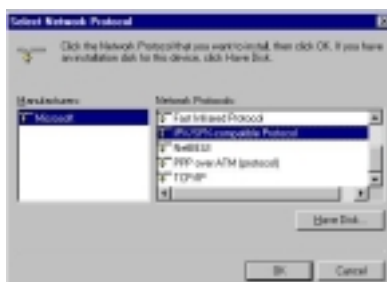 Select Network Protocol
Click the Network Protocol that you want to install, then click OK. If you have
an installation disk for this device, click Have Disk.
Manufacturers:
Network Protocols:
Microsoft
Fast Infrared Protocol
IPX/SPX-compatible Protocol
NetBEUI
PPP over ATM (protocol)
TCP/IP
Have Disk...
OK
Cancel